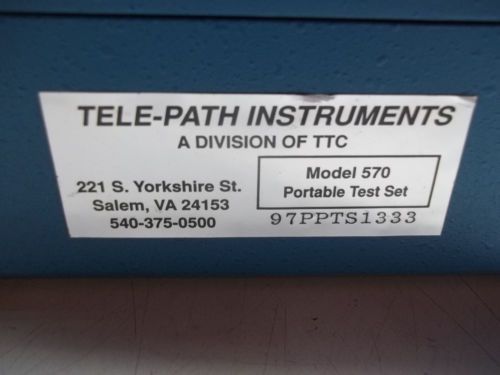 TELE-PATH INSTRUMENTS
A DIVISION OF TTC
221 S. Yorkshire St.
Salem, VA 24153
540-375-0500
Model 570
Portable Test Set
97PPTS1333